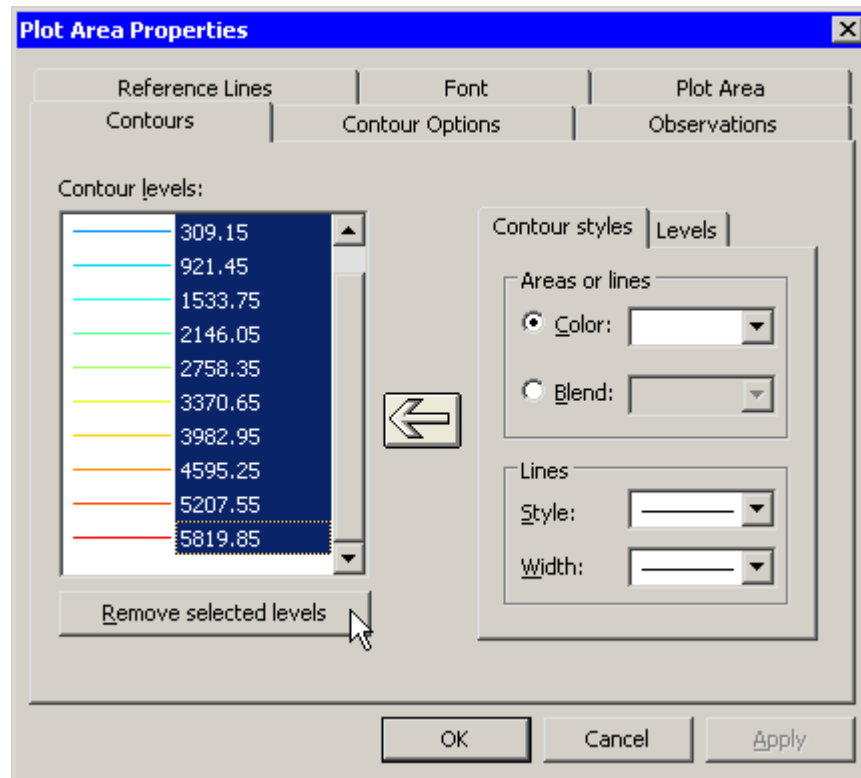 Plot Area Properties
Reference Lines
Font
Plot Area
Contours
Contour Options
Observations
Contour levels:
309.15
921.45
1533.75
2146.05
2758.35
3370.65
3982.95
4595.25
5207.55
5819.85
Remove selected levels
Contour styles
Levels
Areas or lines
Color:
Blend:
Lines
Style:
Width:
OK
Cancel
Apply